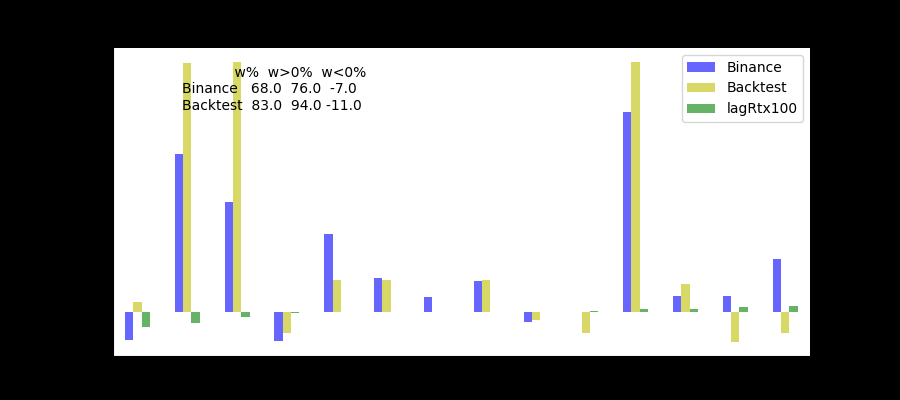 w% w>0% w<0%
Binance 68.0 76.0 -7.0
Backtest 83.0 94.0 -11.0
Binance
Backtest
lagRtx100